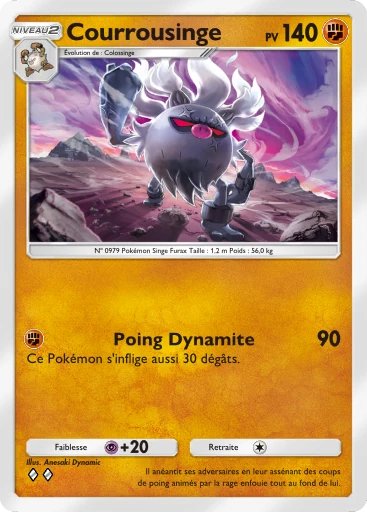 NIVEAU 2
Courrousinge
PV 140
Évolution de : Colossinge
N° 0979 Pokémon Singe Furax Taille : 1,2 m Poids : 56,0 kg
Poing Dynamite 90
Ce Pokémon s'inflige aussi 30 dégâts.
Faiblesse +20
Retraite
Illus. Anesaki Dynamic
Il anéantit ses adversaires en leur assénant des coups
de poing animés par la rage enfouie tout au fond de lui.